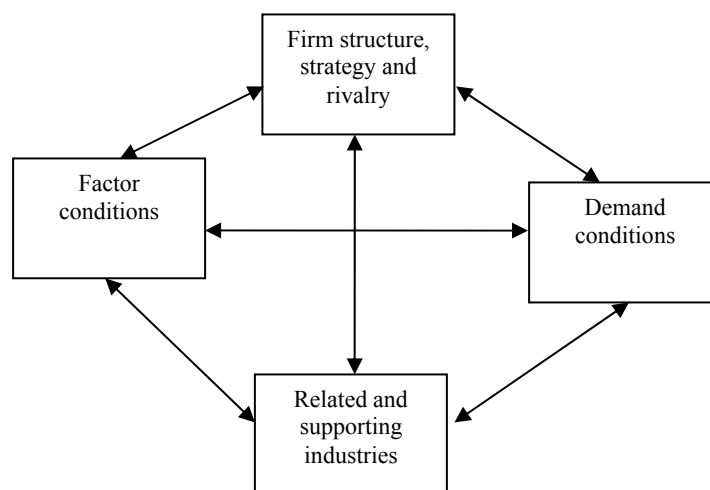 Firm structure,
strategy and
rivalry
Factor
conditions
Demand
conditions
Related and
supporting
industries